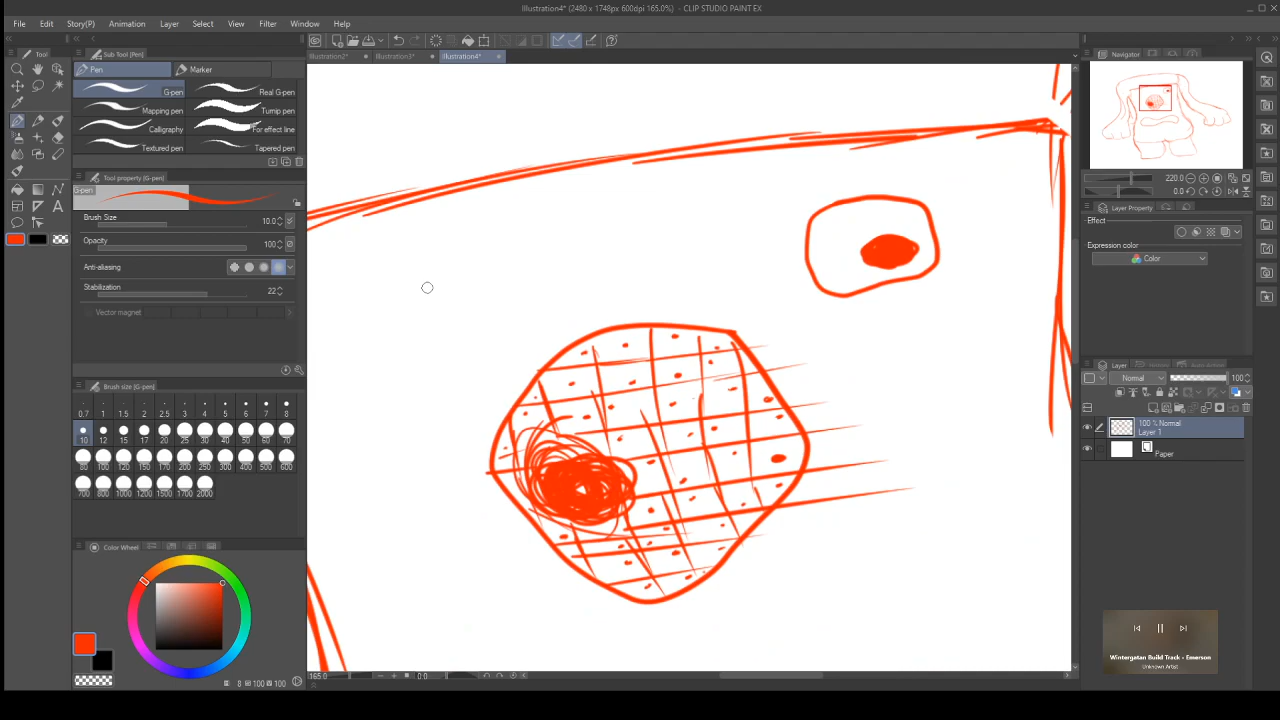 Illustration4* (2480 x 1748px 600dpi 165.0%) - CLIP STUDIO PAINT EX
File Edit Story(P) Animation Layer Select View Filter Window Help
Tool
Sub Tool [Pen]
Illustration2* Illustration3* Illustration4*
Navigator
Pen Marker
G-pen Real G-pen
Mapping pen Turnip pen
Calligraphy For effect line
Textured pen Tapered pen
Tool property [G-pen]
G-pen
Brush Size 10.0
Opacity 100
Anti-aliasing
Stabilization 22
Vector magnet
220.0
0.0
Layer Property
Effect
Expression color
Color
Brush size [G-pen]
0.7 1 1.5 2 2.5 3 4 5 6 7 8
10 12 15 17 20 25 30 40 50 60 70
80 100 120 150 170 200 250 300 400 500 600
700 800 1000 1200 1500 1700 2000
Layer
Normal 100
100 % Normal
Layer 1
Paper
Color Wheel
8 100 100
165.0 0.0
Wintergatan Build Track - Emerson
Unknown Artist